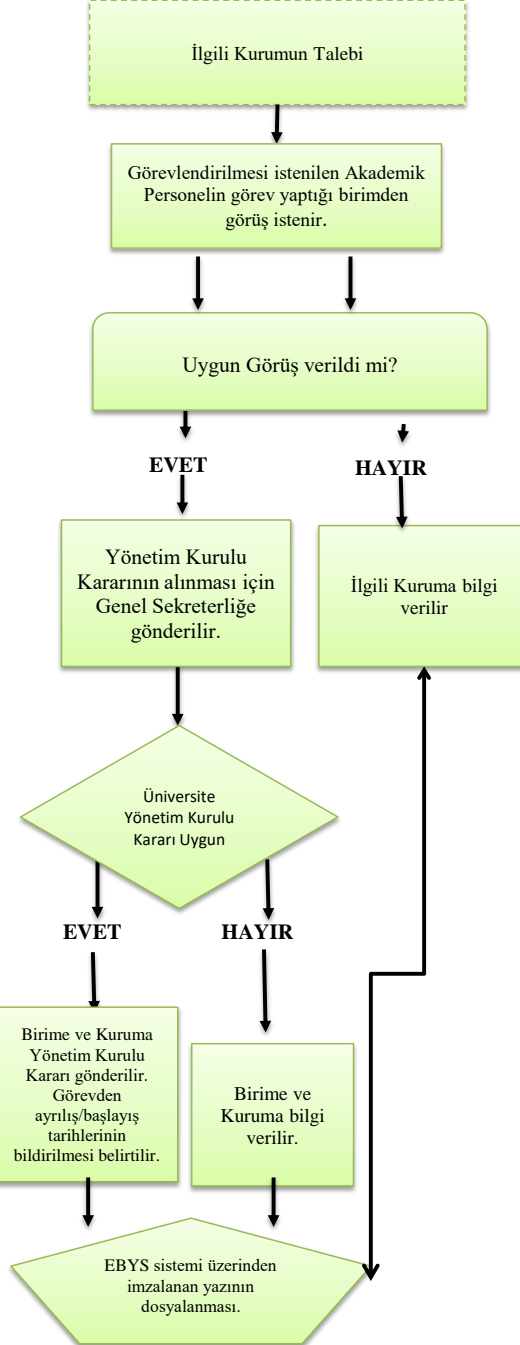 İlgili Kurumun Talebi
Görevlendirilmesi istenilen Akademik
Personelin görev yaptığı birimden
görüş istenir.
Uygun Görüş verildi mi?
EVET
HAYIR
Yönetim Kurulu
Kararının alınması için
Genel Sekreterliğe
gönderilir.
İlgili Kuruma bilgi
verilir
Üniversite
Yönetim Kurulu
Kararı Uygun
EVET
HAYIR
Birime ve Kuruma
Yönetim Kurulu
Kararı gönderilir.
Görevden
ayrılış/başlayış
tarihlerinin
bildirilmesi belirtilir.
Birime ve
Kuruma bilgi
verilir.
EBYS sistemi üzerinden
imzalanan yazının
dosyalanması.